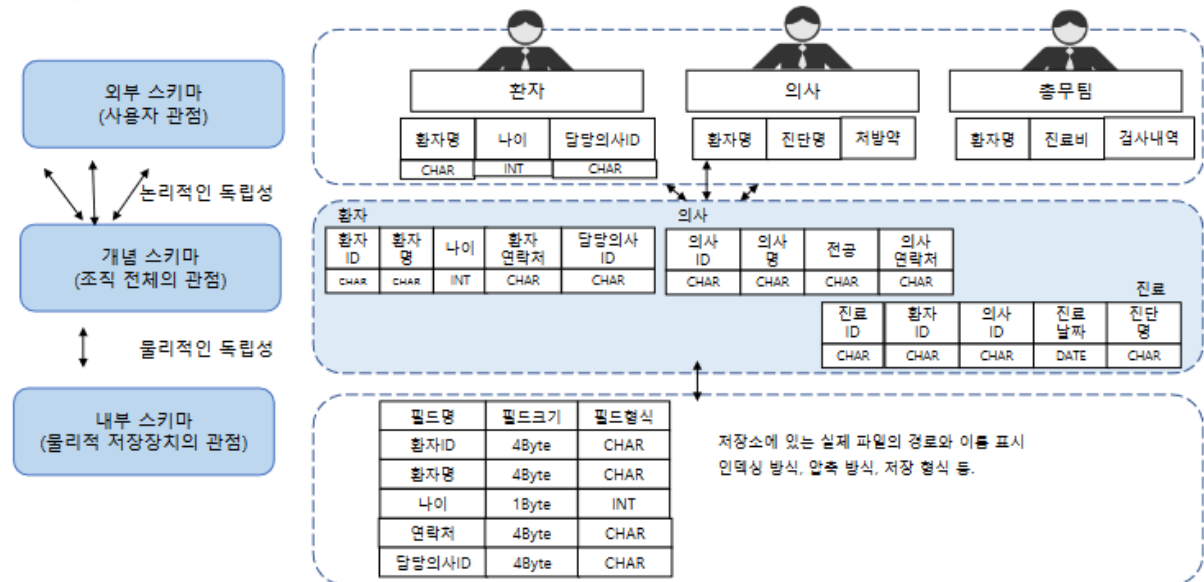 외부 스키마
(사용자 관점)
논리적인 독립성
개념 스키마
(조직 전체의 관점)
물리적인 독립성
내부 스키마
(물리적 저장장치의 관점)
환자
환자명 나이 담당의사ID
CHAR INT CHAR
의사
환자명 진단명 처방약
총무팀
환자명 진료비 검사내역
환자
환자 ID 환자 명 나이 환자 연락처 담당의사 ID
CHAR CHAR INT CHAR CHAR
의사
의사 ID 의사 명 전공 의사 연락처
CHAR CHAR CHAR CHAR
진료
진료 ID 환자 ID 의사 ID 진료 날짜 진단 명
CHAR CHAR CHAR DATE CHAR
필드명 필드크기 필드형식
환자ID 4Byte CHAR
환자명 4Byte CHAR
나이 1Byte INT
연락처 4Byte CHAR
담당의사ID 4Byte CHAR
저장소에 있는 실제 파일의 경로와 이름 표시
인덱싱 방식, 압축 방식, 저장 형식 등.